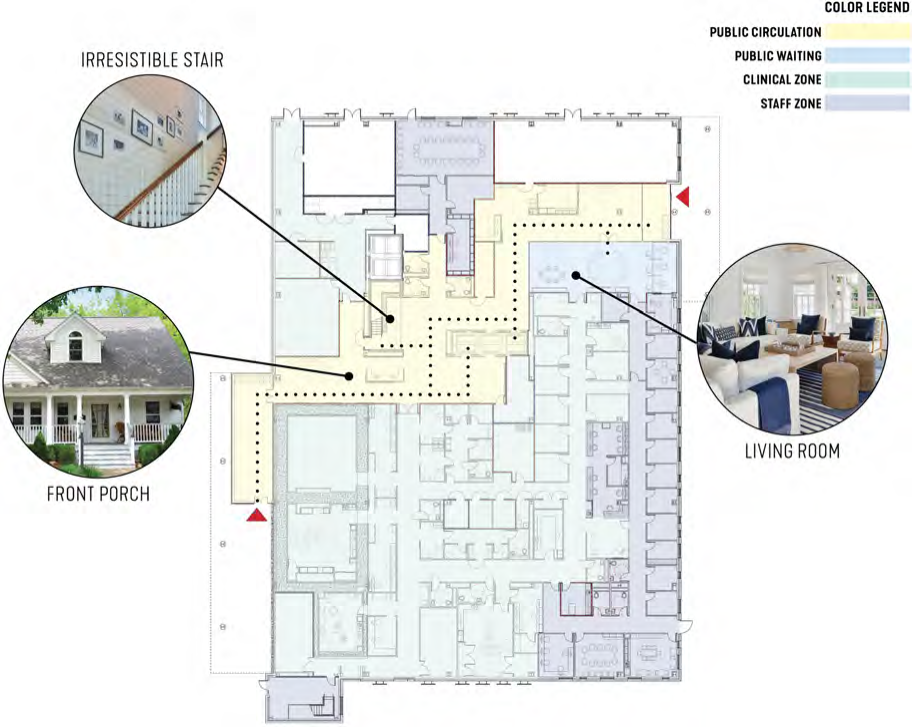 COLOR LEGEND
PUBLIC CIRCULATION
PUBLIC WAITING
CLINICAL ZONE
STAFF ZONE
IRRESISTIBLE STAIR
FRONT PORCH
LIVING ROOM